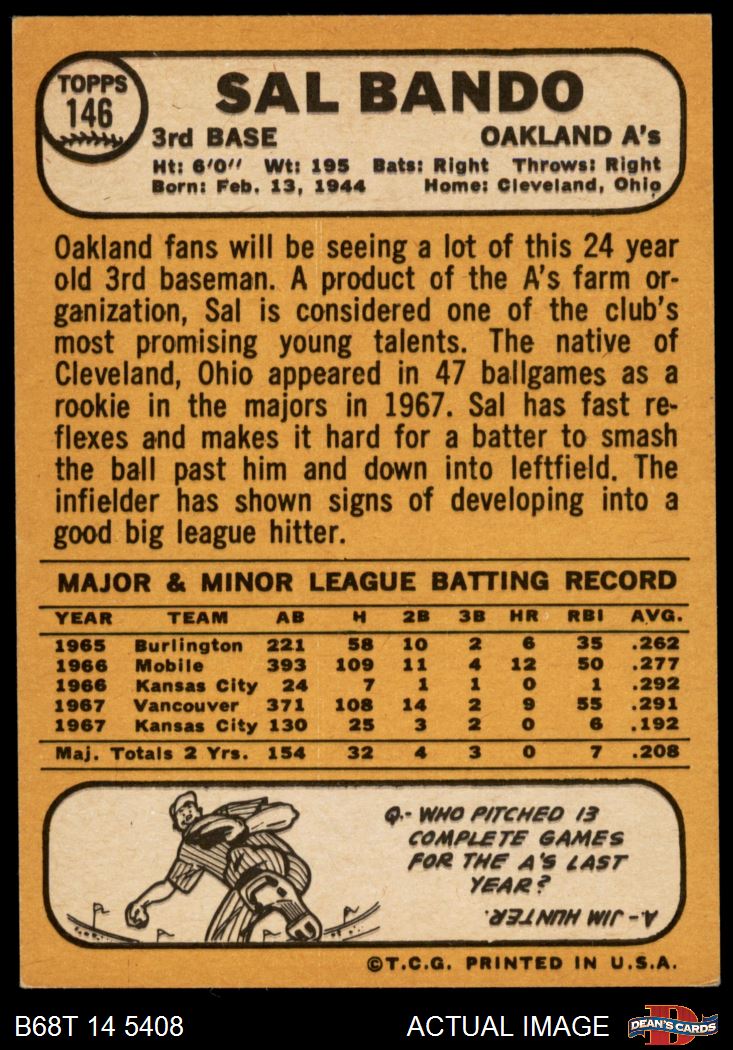 TOPPS
146
SAL BANDO
3rd BASE OAKLAND A's
Ht: 6'0" Wt: 195 Bats: Right Throws: Right
Born: Feb. 13, 1944 Home: Cleveland, Ohio
Oakland fans will be seeing a lot of this 24 year
old 3rd baseman. A product of the A's farm or-
ganization, Sal is considered one of the club's
most promising young talents. The native of
Cleveland, Ohio appeared in 47 ballgames as a
rookie in the majors in 1967. Sal has fast re-
flexes and makes it hard for a batter to smash
the ball past him and down into leftfield. The
infielder has shown signs of developing into a
good big league hitter.
MAJOR & MINOR LEAGUE BATTING RECORD
YEAR TEAM AB H 2B 3B HR RBI AVG.
1965 Burlington 221 58 10 2 6 35 .262
1966 Mobile 393 109 11 4 12 50 .277
1966 Kansas City 24 7 1 1 0 1 .292
1967 Vancouver 371 108 14 2 9 55 .291
1967 Kansas City 130 25 3 2 0 6 .192
Maj. Totals 2 Yrs. 154 32 4 3 0 7 .208
Q.- WHO PITCHED 13
COMPLETE GAMES
FOR THE A'S LAST
YEAR?
A.- JIM HUNTER.
©T.C.G. PRINTED IN U.S.A.
B68T 14 5408 ACTUAL IMAGE D DEAN'S CARDS